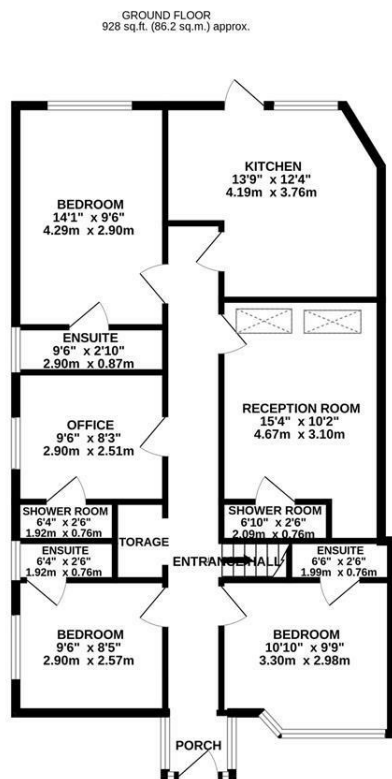 GROUND FLOOR
928 sq.ft. (86.2 sq.m.) approx.
KITCHEN
13'9" x 12'4"
4.19m x 3.76m
BEDROOM
14'1" x 9'6"
4.29m x 2.90m
ENSUITE
9'6" x 2'10"
2.90m x 0.87m
OFFICE
9'6" x 8'3"
2.90m x 2.51m
RECEPTION ROOM
15'4" x 10'2"
4.67m x 3.10m
SHOWER ROOM
6'4" x 2'6"
1.92m x 0.76m
SHOWER ROOM
6'10" x 2'6"
2.09m x 0.76m
TORAGE
ENSUITE
6'4" x 2'6"
1.92m x 0.76m
ENTRANCE HALL
ENSUITE
6'6" x 2'6"
1.99m x 0.76m
BEDROOM
9'6" x 8'5"
2.90m x 2.57m
BEDROOM
10'10" x 9'9"
3.30m x 2.98m
PORCH